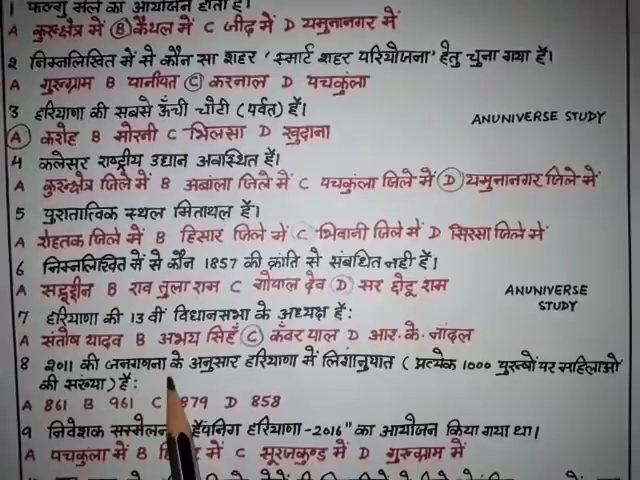 1 फल्गु मेले का आयोजन होता है।
A कुरुक्षेत्र में B कैथल में C जींद में D यमुनानगर में
2 निम्नलिखित में से कौन सा शहर 'स्मार्ट शहर परियोजना' हेतु चुना गया है।
A गुरुग्राम B पानीपत C करनाल D पचकुंला
3 हरियाणा की सबसे ऊँची चोटी (पर्वत) है।
ANUNIVERSE STUDY
A करोह B मोरनी C भिलसा D खुदाना
4 कलेसर राष्ट्रीय उद्यान अवस्थित है।
A कुरुक्षेत्र जिले में B अबांला जिले में C पचकुंला जिले में D यमुनानगर जिले में
5 पुरातात्विक स्थल मिताथल है।
A रोहतक जिले में B हिसार जिले में C भिवानी जिले में D सिरसा जिले में
6 निम्नलिखित में से कौन 1857 की क्रांति से संबधित नही है।
A सद्रूद्दीन B राव तुला राम C गोपाल देव D सर छोटू राम
ANUNIVERSE
STUDY
7 हरियाणा की 13 वीं विधानसभा के अध्यक्ष है:
A संतोष यादव B अभय सिहँ C कँवर पाल D आर. के. नांदल
8 2011 की जनगणना के अनुसार हरियाणा में लिगांनुपात ( प्रत्येक 1000 पुरुषों पर महिलाओ
की संख्या) है:
A 861 B 961 C 879 D 858
9 निवेशक सम्मेलन हैपनिंग हरियाणा-2016" का आयोजन किया गया था।
A पचकुला में B में C सूरजकुण्ड में D गुरुग्राम में